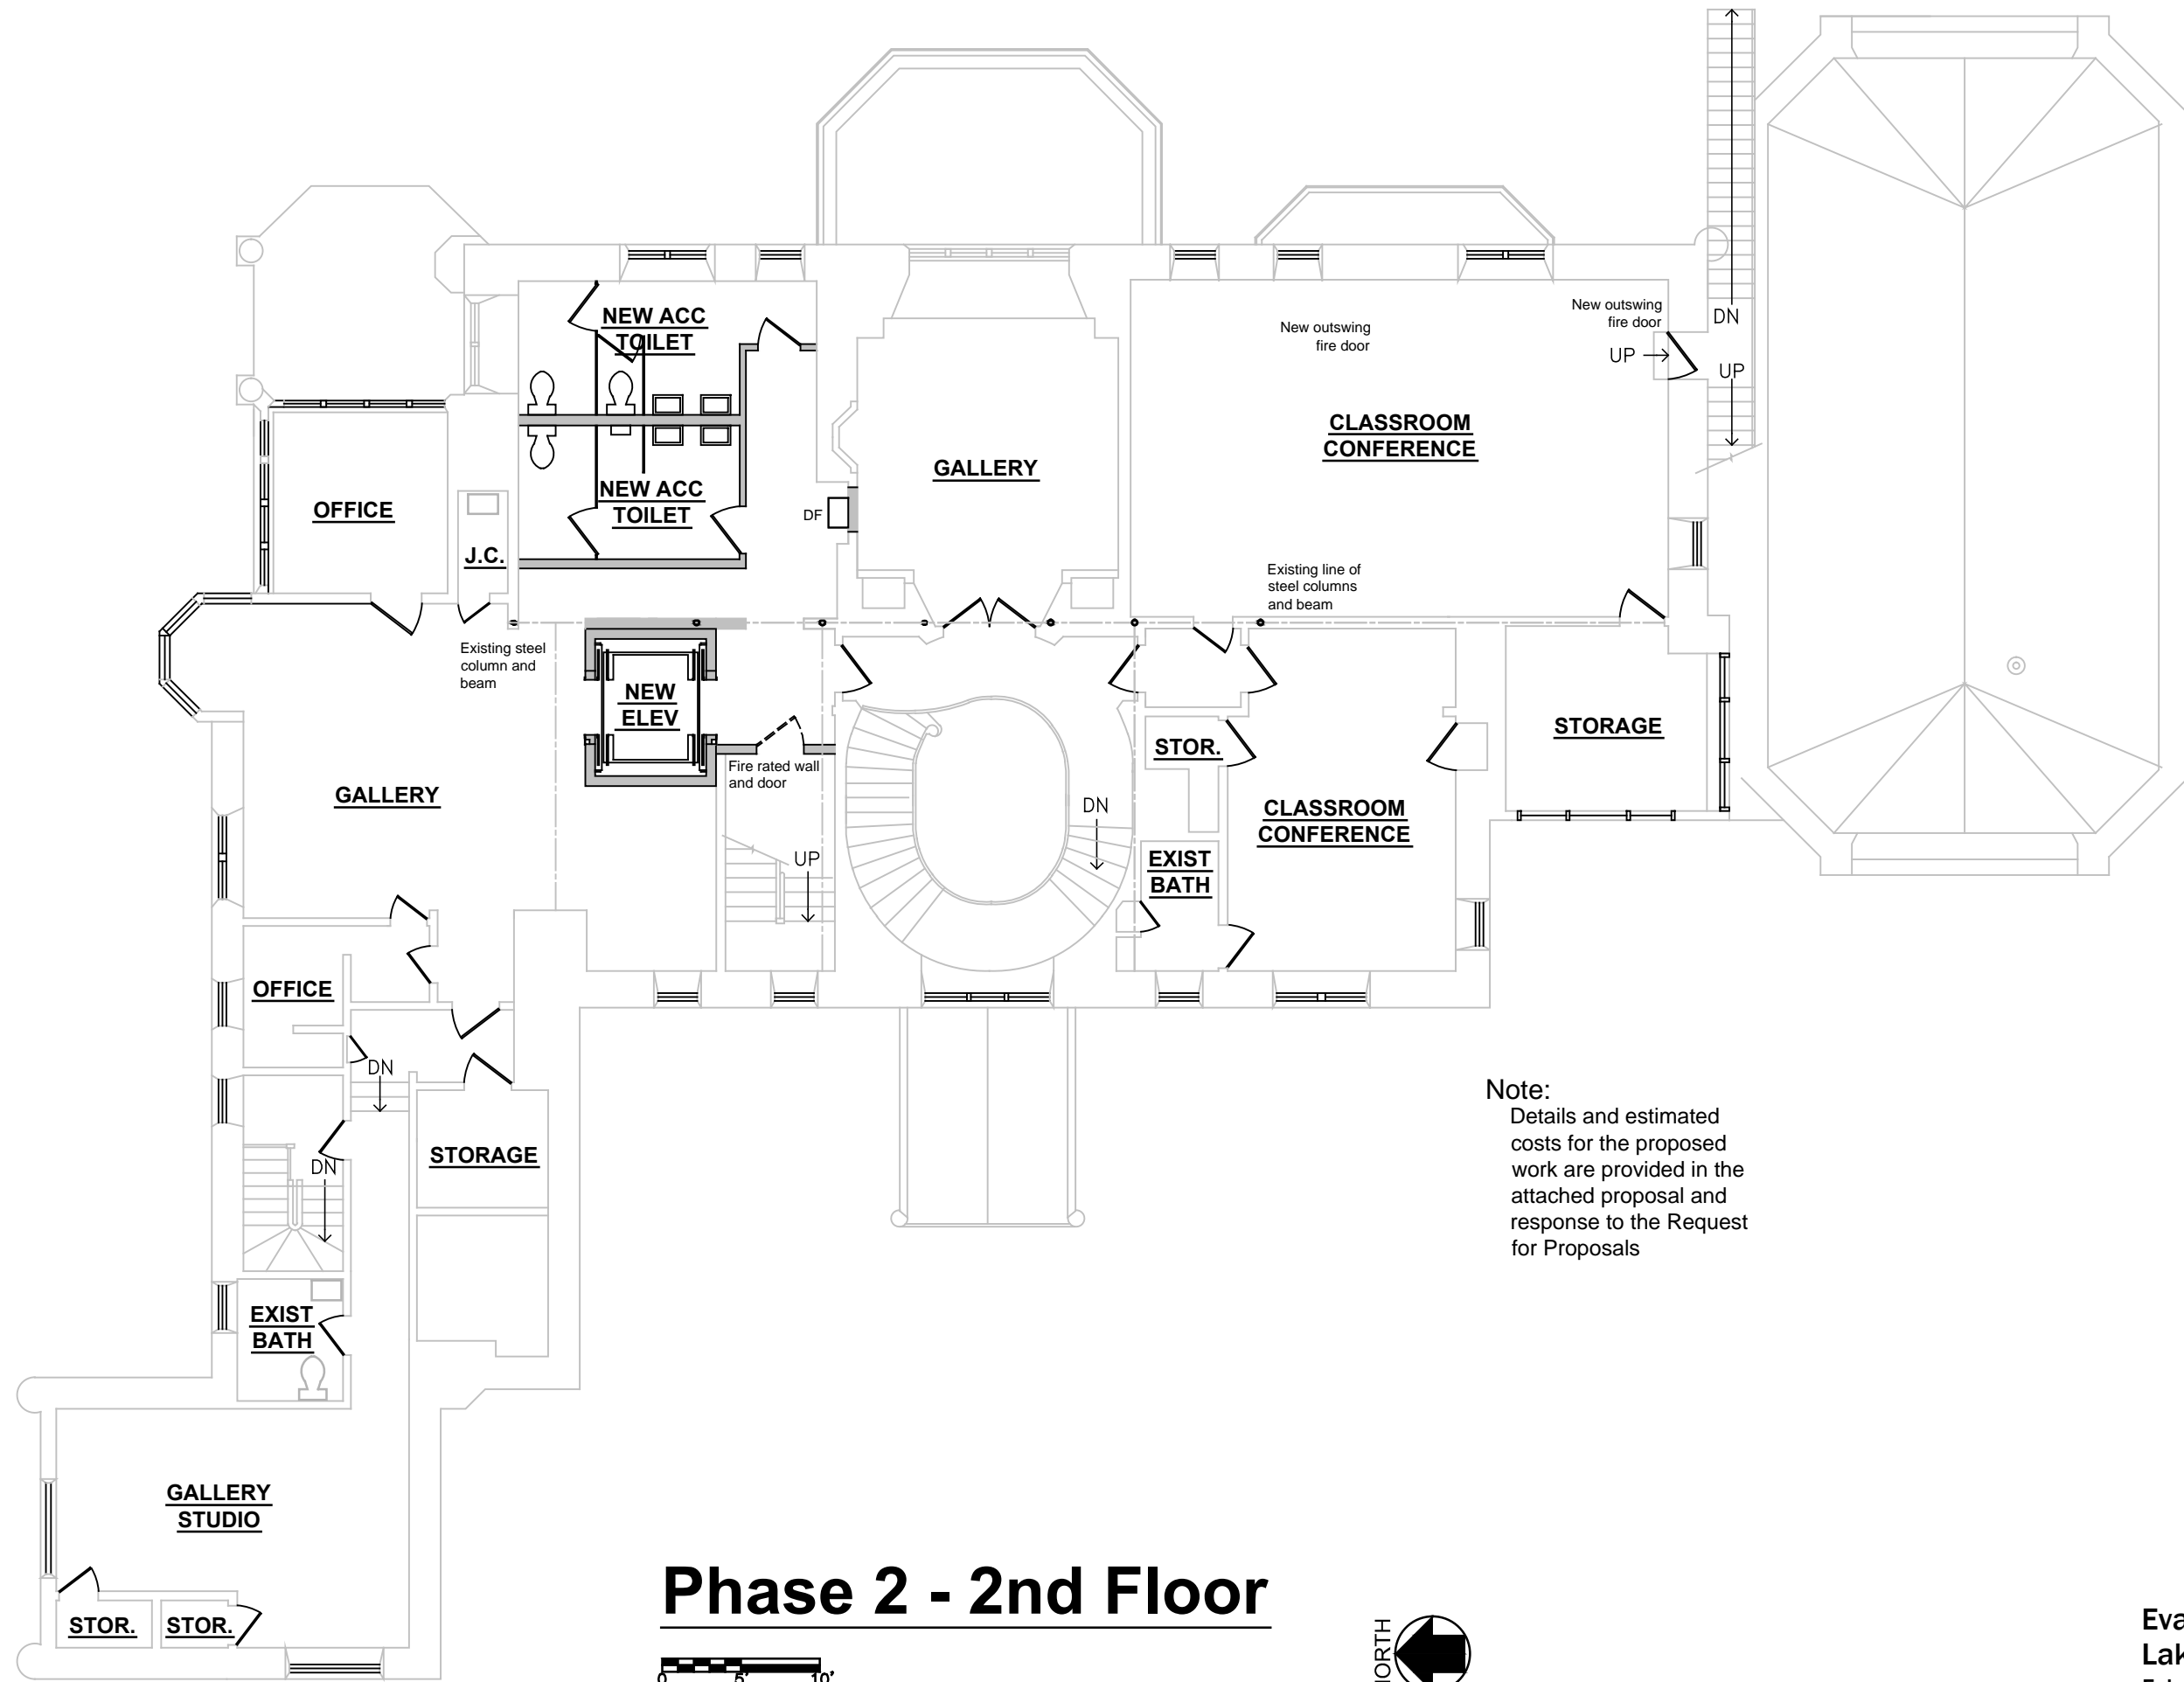 NEW ACC
TOILET
New outswing
fire door
New outswing
fire door
DN
UP
UP
CLASSROOM
CONFERENCE
GALLERY
NEW ACC
TOILET
OFFICE
DF
J.C.
Existing line of
steel columns
and beam
Existing steel
column and
beam
NEW
ELEV
STOR.
STORAGE
Fire rated wall
and door
GALLERY
DN
CLASSROOM
CONFERENCE
UP
EXIST
BATH
OFFICE
DN
STORAGE
DN
Note:
Details and estimated
costs for the proposed
work are provided in the
attached proposal and
response to the Request
for Proposals
EXIST
BATH
GALLERY
STUDIO
STOR.
STOR.
Phase 2 - 2nd Floor
0 5' 10'
NORTH
Eva
Lak